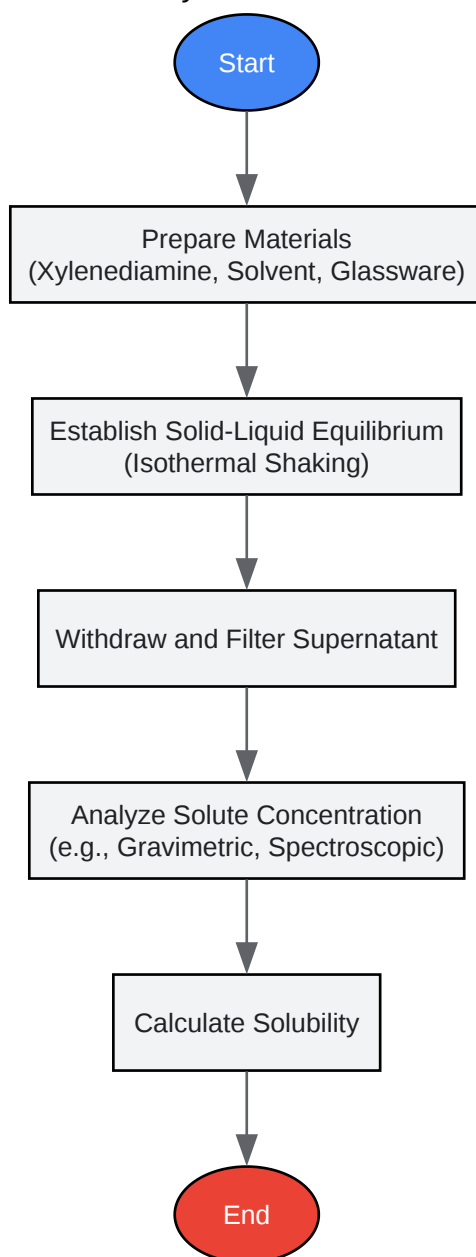 Start
Prepare Materials
(Xylenediamine, Solvent, Glassware)
Establish Solid-Liquid Equilibrium
(Isothermal Shaking)
Withdraw and Filter Supernatant
Analyze Solute Concentration
(e.g., Gravimetric, Spectroscopic)
Calculate Solubility
End